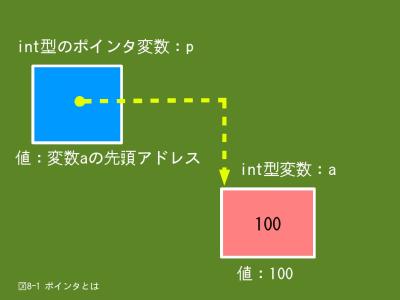 int型のポインタ変数：p
値：変数aの先頭アドレス
int型変数：a
100
値：100
図8-1 ポインタとは